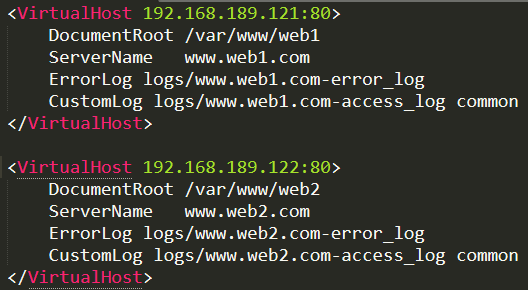 <VirtualHost 192.168.189.121:80>
    DocumentRoot /var/www/web1
    ServerName   www.web1.com
    ErrorLog logs/www.web1.com-error_log
    CustomLog logs/www.web1.com-access_log common
</VirtualHost>

<VirtualHost 192.168.189.122:80>
    DocumentRoot /var/www/web2
    ServerName   www.web2.com
    ErrorLog logs/www.web2.com-error_log
    CustomLog logs/www.web2.com-access_log common
</VirtualHost>